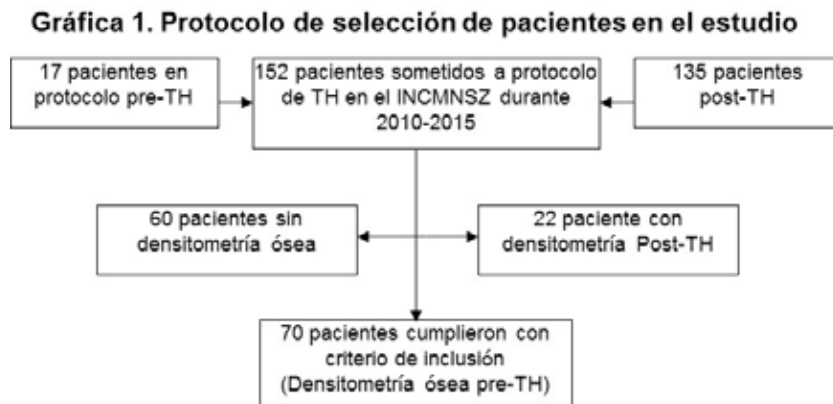 Gráfica 1. Protocolo de selección de pacientes en el estudio
17 pacientes en
protocolo pre-TH
152 pacientes sometidos a protocolo
de TH en el INCMNSZ durante
2010-2015
135 pacientes
post-TH
60 pacientes sin
densitometría ósea
22 paciente con
densitometría Post-TH
70 pacientes cumplieron con
criterio de inclusión
(Densitometría ósea pre-TH)